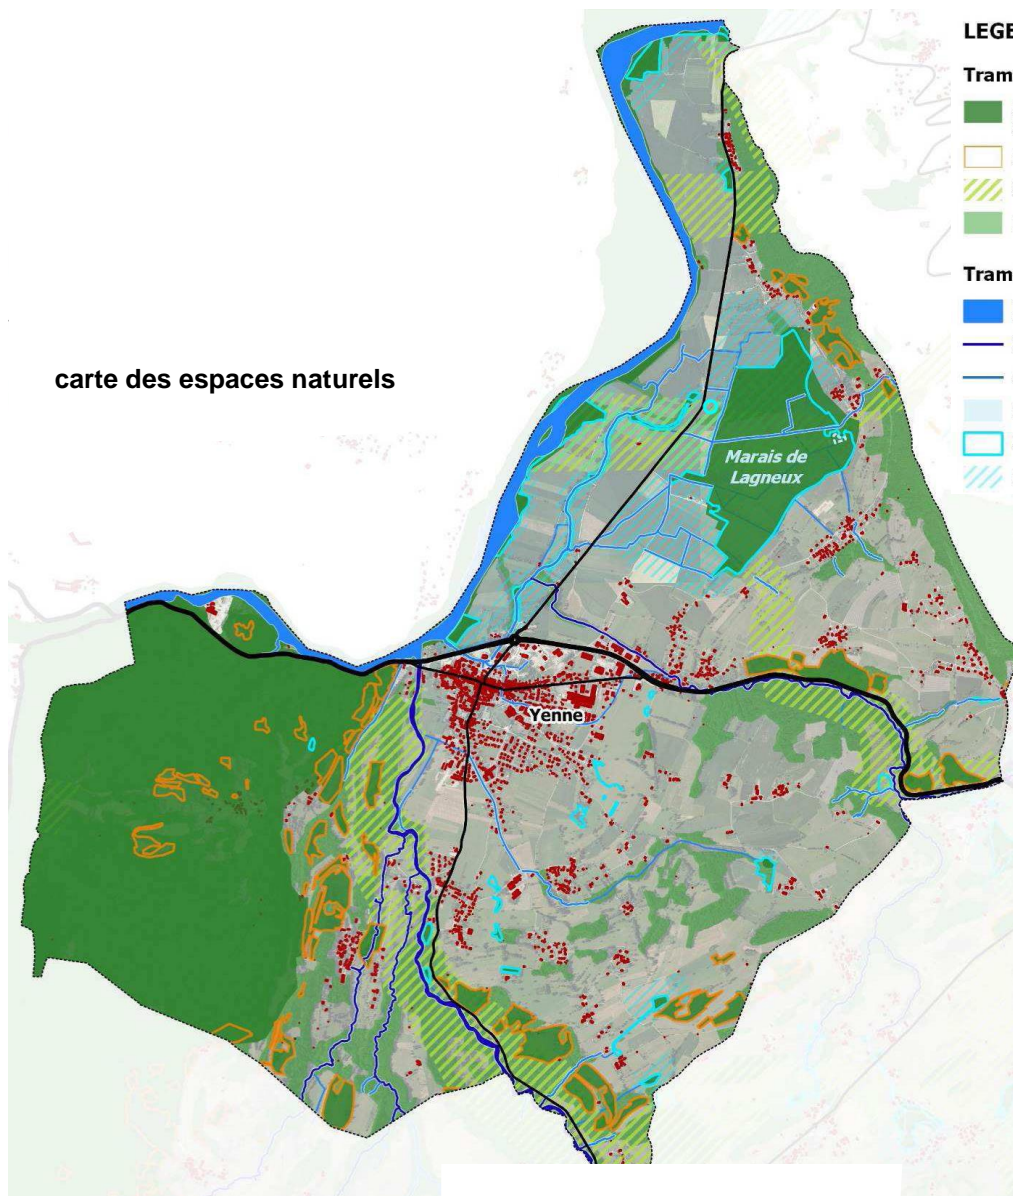 LEGE
Tram
Tram
carte des espaces naturels
Marais de
Lagneux
Yenne